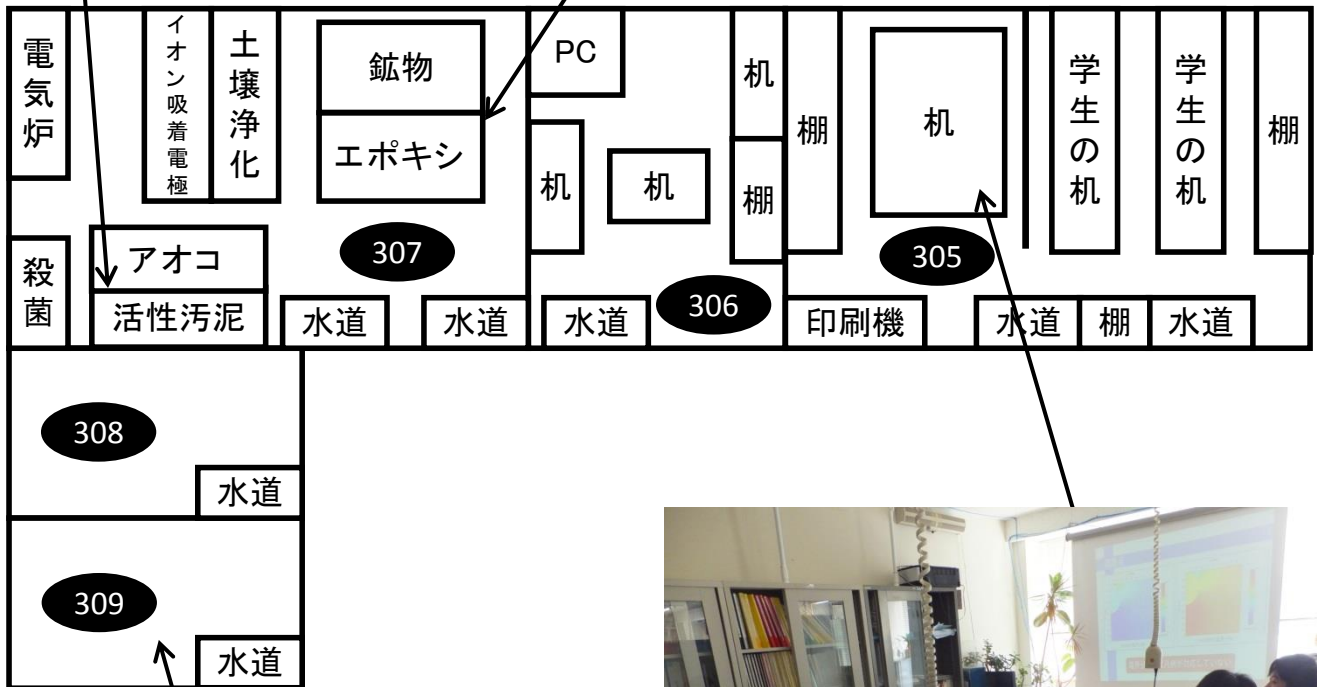 電気炉
イオン吸着電極
土壌浄化
鉱物
エポキシ
PC
机
机
机
棚
棚
机
学生の机
学生の机
棚
殺菌
アオコ
活性汚泥
307
水道
水道
水道
306
305
印刷機
水道
棚
水道
308
水道
309
水道